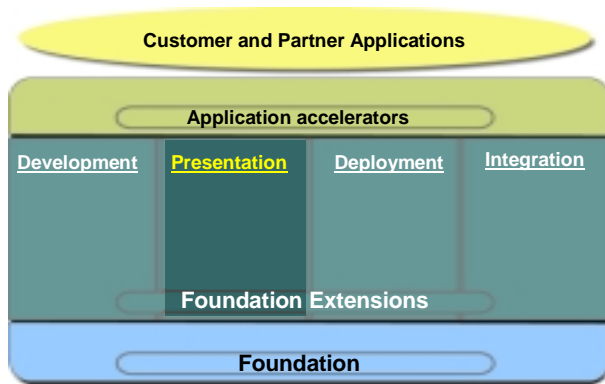 Customer and Partner Applications
Application accelerators
Development Presentation Deployment Integration
Foundation Extensions
Foundation